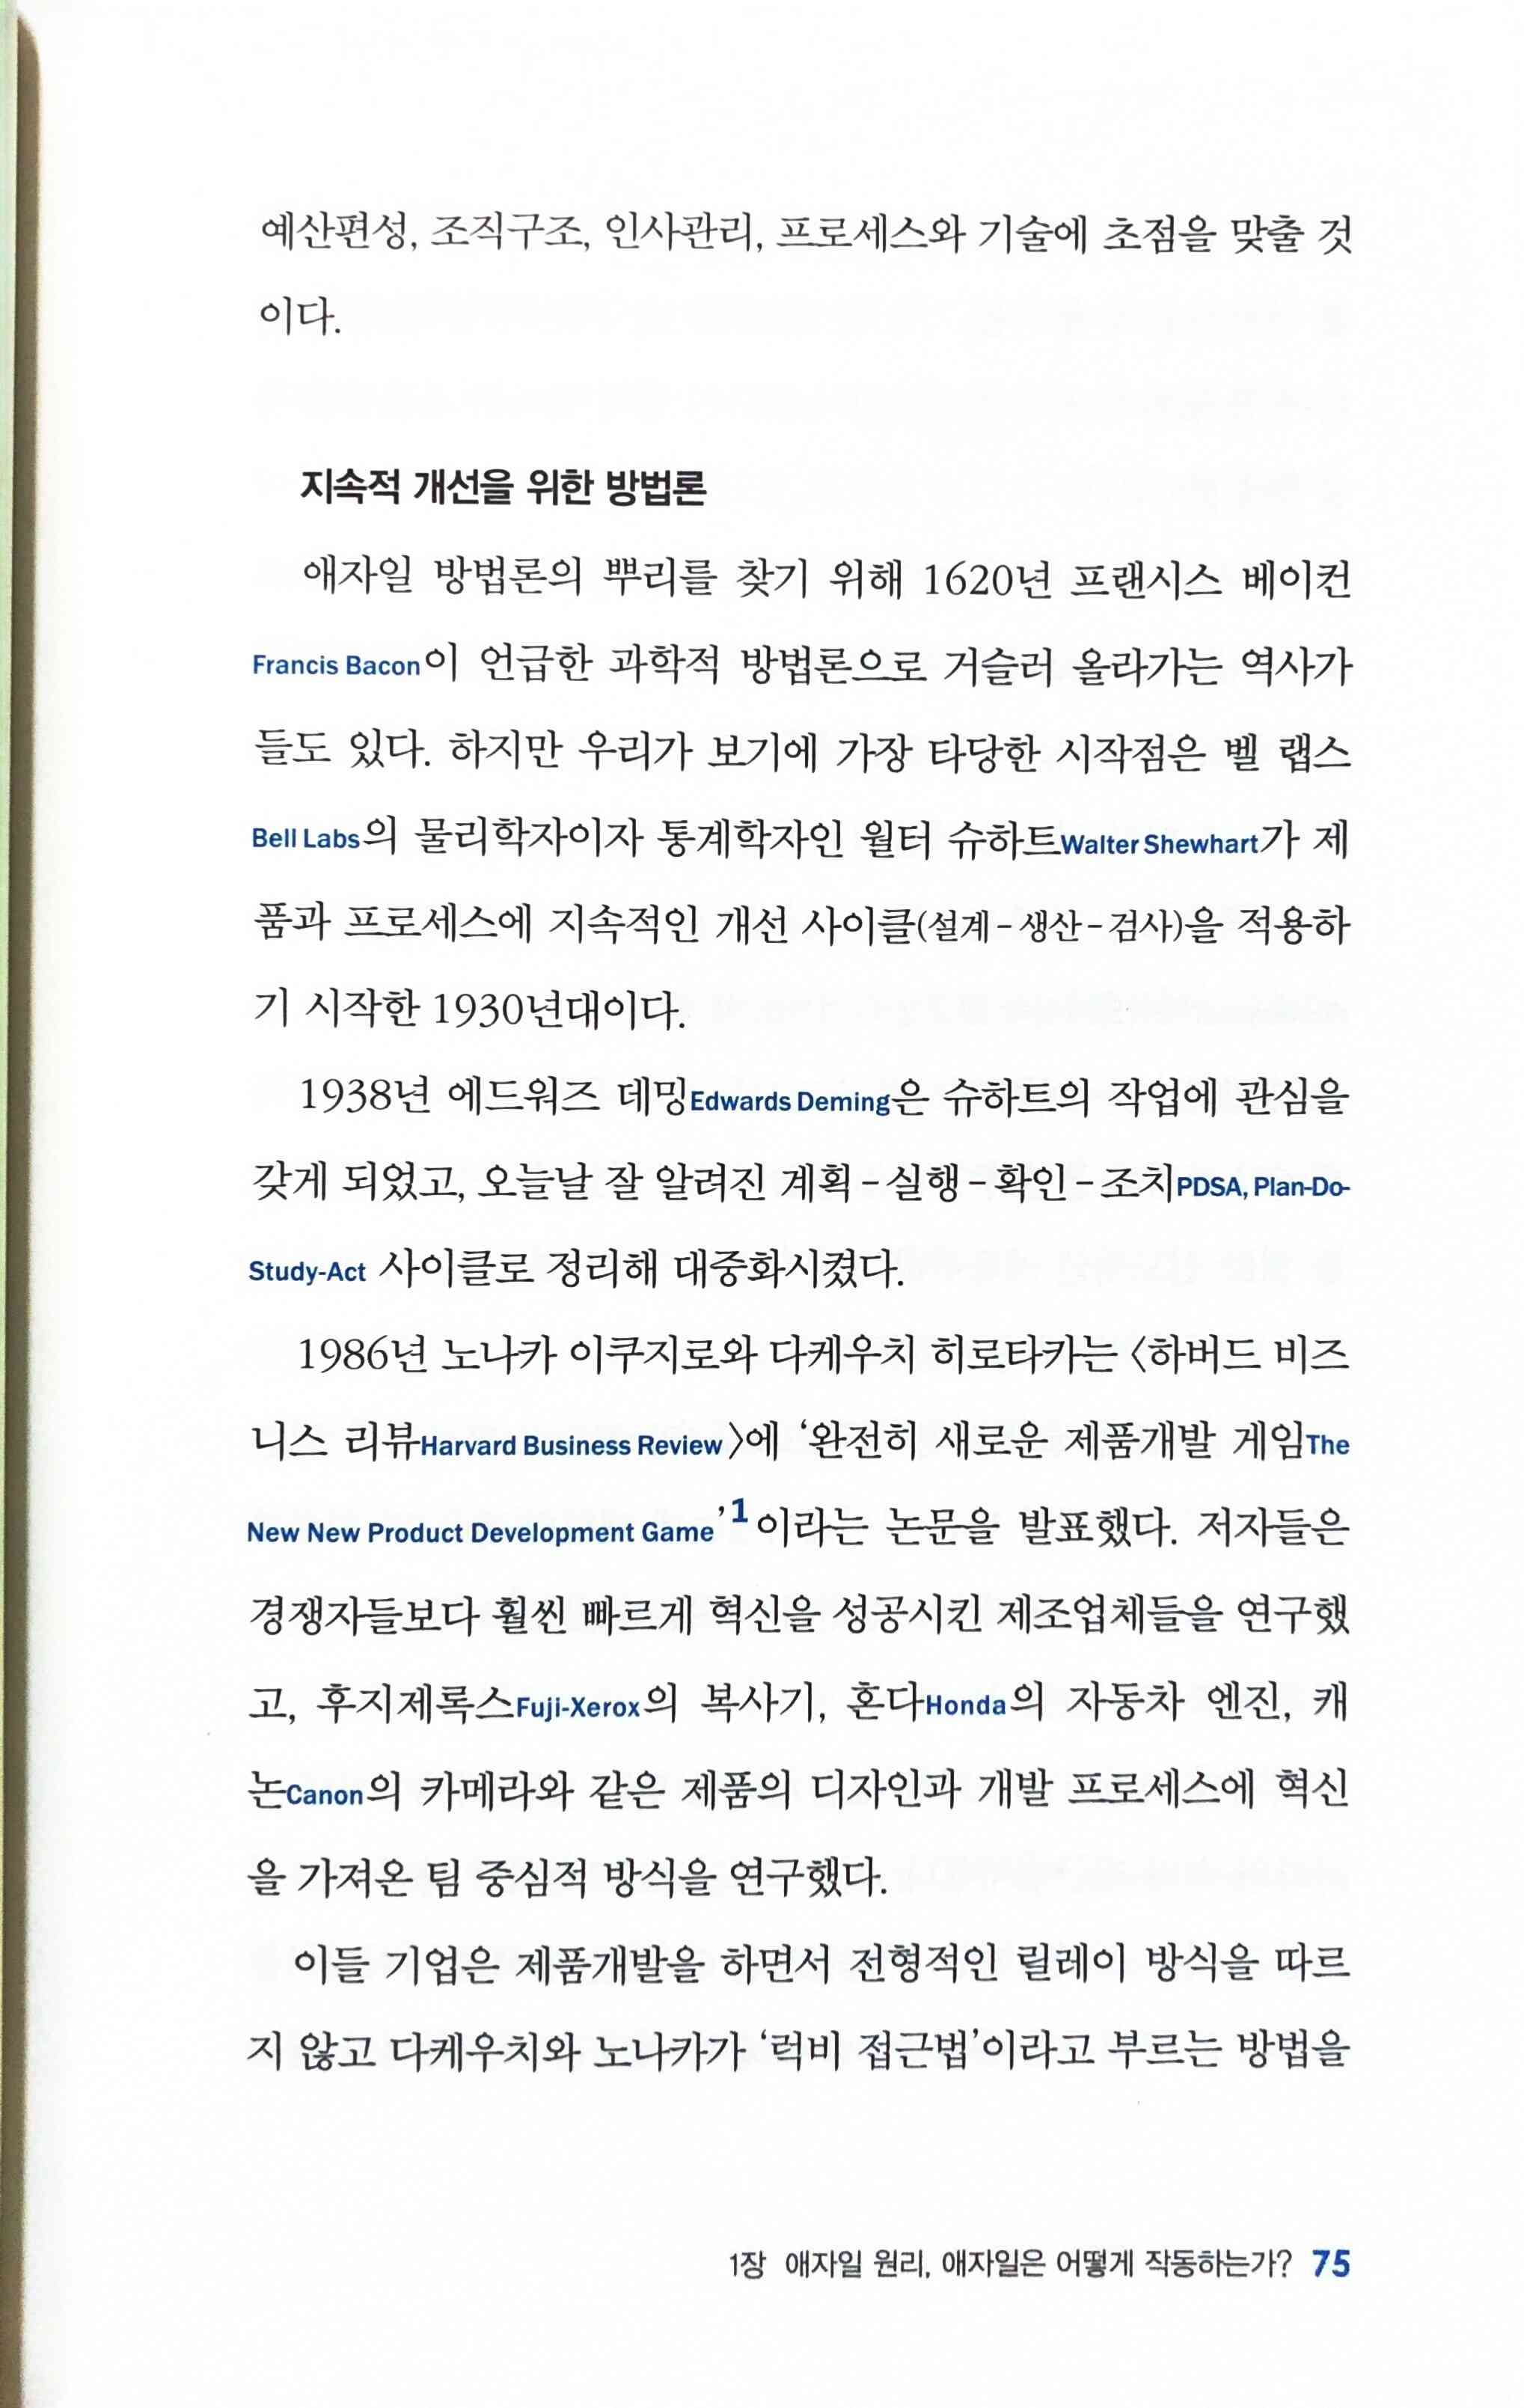 예산편성, 조직구조, 인사관리, 프로세스와 기술에 초점을 맞출 것
이다.
지속적 개선을 위한 방법론
애자일 방법론의 뿌리를 찾기 위해 1620년 프랜시스 베이컨
Francis Bacon이 언급한 과학적 방법론으로 거슬러 올라가는 역사가
들도 있다. 하지만 우리가 보기에 가장 타당한 시작점은 벨 랩스
Bell Labs의 물리학자이자 통계학자인 월터 슈하트Walter Shewhart가 제
품과 프로세스에 지속적인 개선 사이클(설계-생산-검사)을 적용하
기 시작한 1930년대이다.
1938년 에드워즈 데밍Edwards Deming은 슈하트의 작업에 관심을
갖게 되었고, 오늘날 잘 알려진 계획-실행-확인-조치PDSA, Plan-Do-
Study-Act 사이클로 정리해 대중화시켰다.
1986년 노나카 이쿠지로와 다케우치 히로타카는 〈하버드 비즈
니스 리뷰Harvard Business Review〉에 ‘완전히 새로운 제품개발 게임The
New New Product Development Game’1이라는 논문을 발표했다. 저자들은
경쟁자들보다 훨씬 빠르게 혁신을 성공시킨 제조업체들을 연구했
고, 후지제록스Fuji-Xerox의 복사기, 혼다Honda의 자동차 엔진, 캐
논Canon의 카메라와 같은 제품의 디자인과 개발 프로세스에 혁신
을 가져온 팀 중심적 방식을 연구했다.
이들 기업은 제품개발을 하면서 전형적인 릴레이 방식을 따르
지 않고 다케우치와 노나카가 ‘럭비 접근법’이라고 부르는 방법을
1장 애자일 원리, 애자일은 어떻게 작동하는가? 75